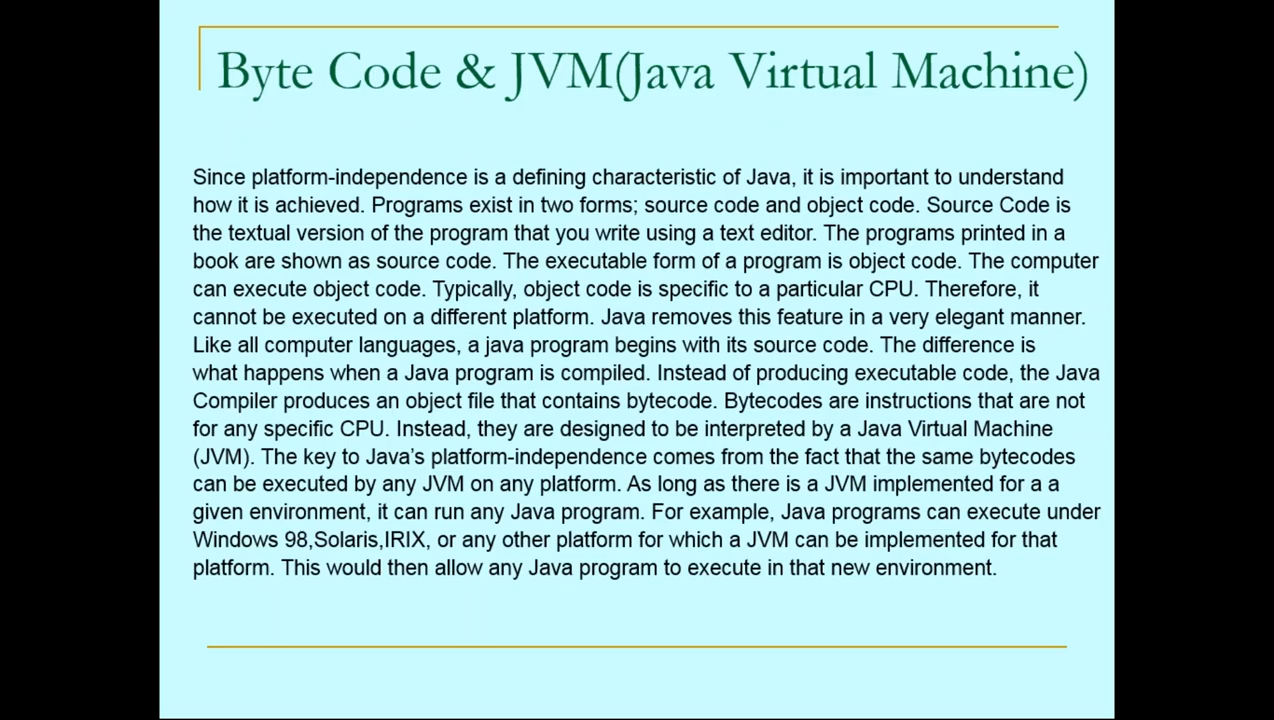 Byte Code & JVM(Java Virtual Machine)
Since platform-independence is a defining characteristic of Java, it is important to understand
how it is achieved. Programs exist in two forms; source code and object code. Source Code is
the textual version of the program that you write using a text editor. The programs printed in a
book are shown as source code. The executable form of a program is object code. The computer
can execute object code. Typically, object code is specific to a particular CPU. Therefore, it
cannot be executed on a different platform. Java removes this feature in a very elegant manner.
Like all computer languages, a java program begins with its source code. The difference is
what happens when a Java program is compiled. Instead of producing executable code, the Java
Compiler produces an object file that contains bytecode. Bytecodes are instructions that are not
for any specific CPU. Instead, they are designed to be interpreted by a Java Virtual Machine
(JVM). The key to Java’s platform-independence comes from the fact that the same bytecodes
can be executed by any JVM on any platform. As long as there is a JVM implemented for a a
given environment, it can run any Java program. For example, Java programs can execute under
Windows 98,Solaris,IRIX, or any other platform for which a JVM can be implemented for that
platform. This would then allow any Java program to execute in that new environment.